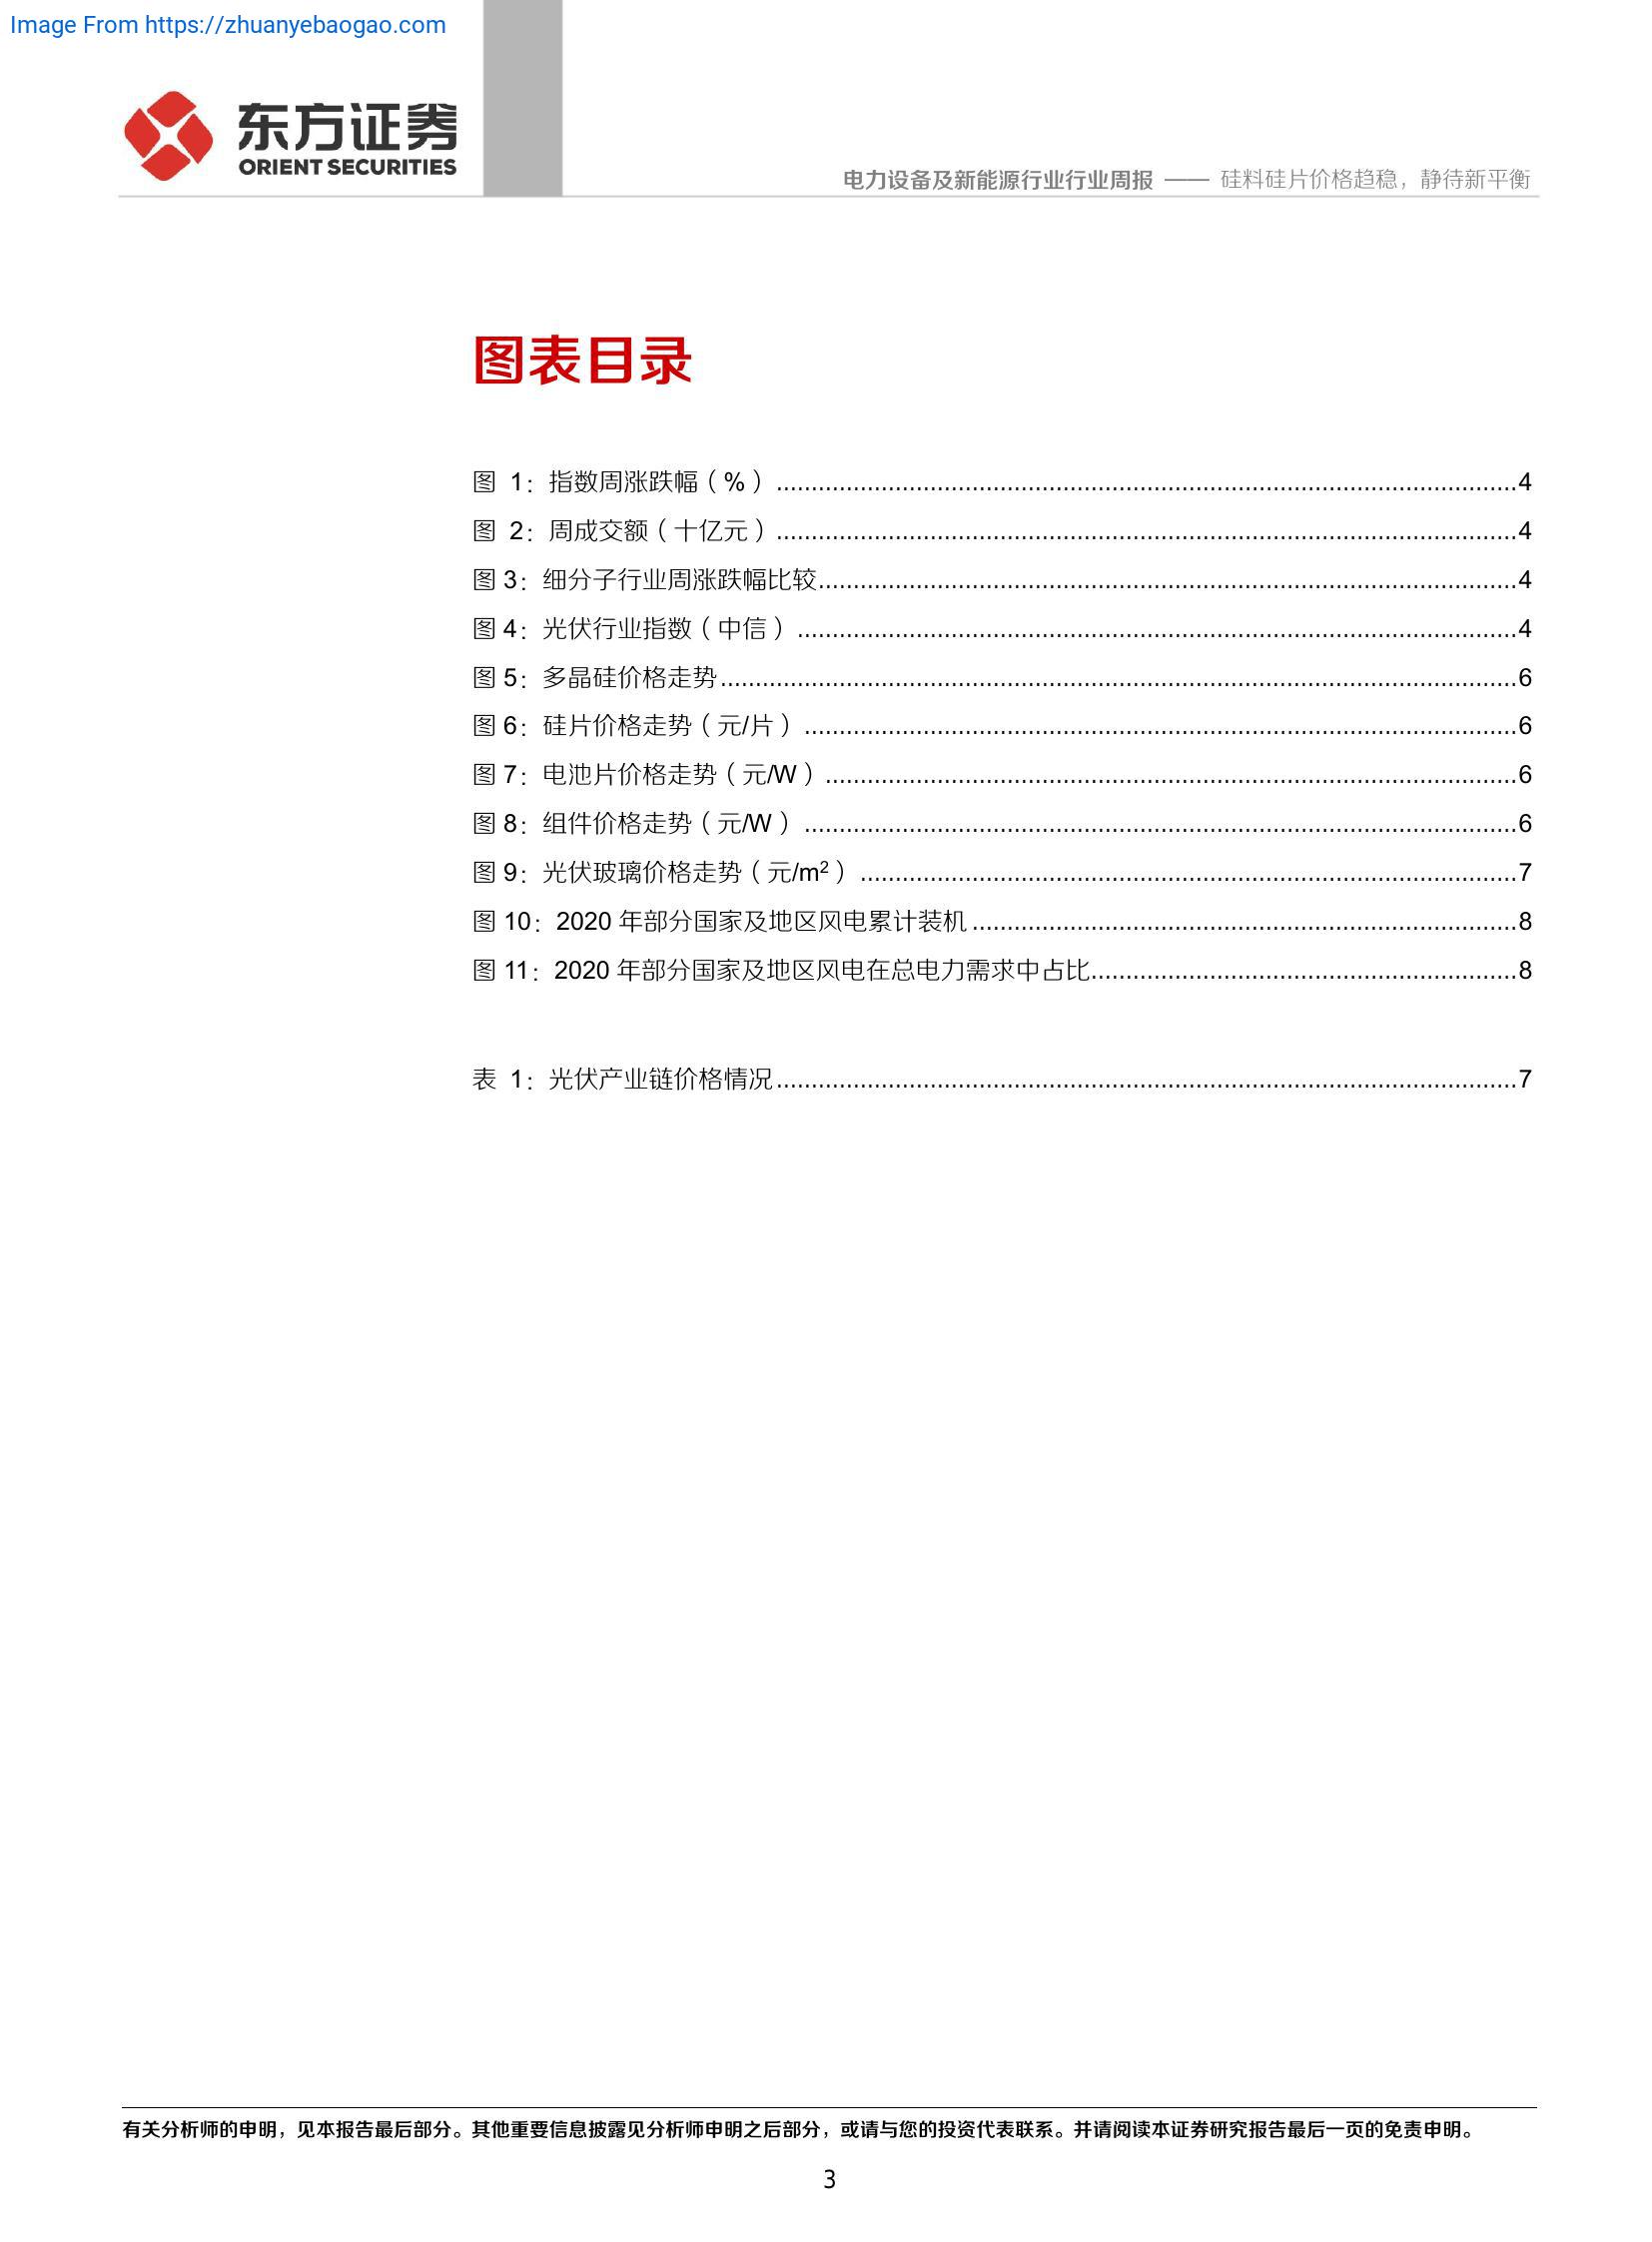 Image From https://zhuanyebaogao.com
东方证券
ORIENT SECURITIES
电力设备及新能源行业行业周报 —— 硅料硅片价格趋稳，静待新平衡
图表目录
图 1：指数周涨跌幅（%）....................4
图 2：周成交额（十亿元）....................4
图 3：细分子行业周涨跌幅比较....................4
图 4：光伏行业指数（中信）....................4
图 5：多晶硅价格走势....................6
图 6：硅片价格走势（元/片）....................6
图 7：电池片价格走势（元/W）....................6
图 8：组件价格走势（元/W）....................6
图 9：光伏玻璃价格走势（元/m²）....................7
图 10：2020 年部分国家及地区风电累计装机....................8
图 11：2020 年部分国家及地区风电在总电力需求中占比....................8
表 1：光伏产业链价格情况....................7
有关分析师的申明，见本报告最后部分。其他重要信息披露见分析师申明之后部分，或请与您的投资代表联系。并请阅读本证券研究报告最后一页的免责申明。
3